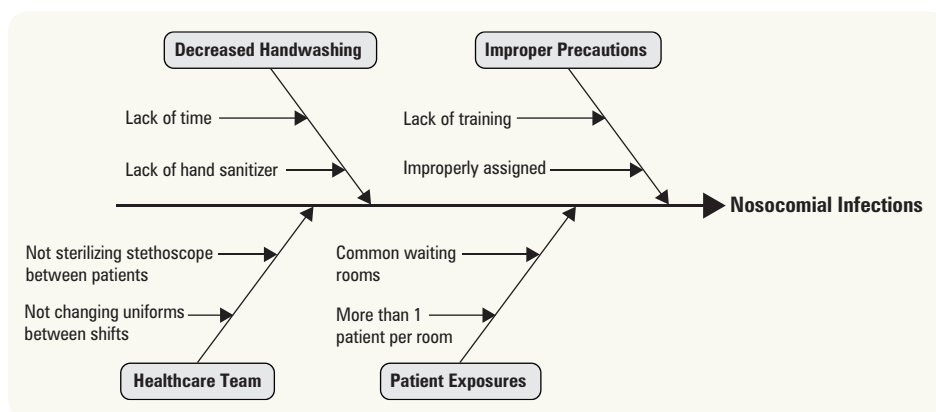 Decreased Handwashing
Improper Precautions
Lack of time
Lack of training
Lack of hand sanitizer
Improperly assigned
Nosocomial Infections
Not sterilizing stethoscope
between patients
Common waiting
rooms
Not changing uniforms
between shifts
More than 1
patient per room
Healthcare Team
Patient Exposures